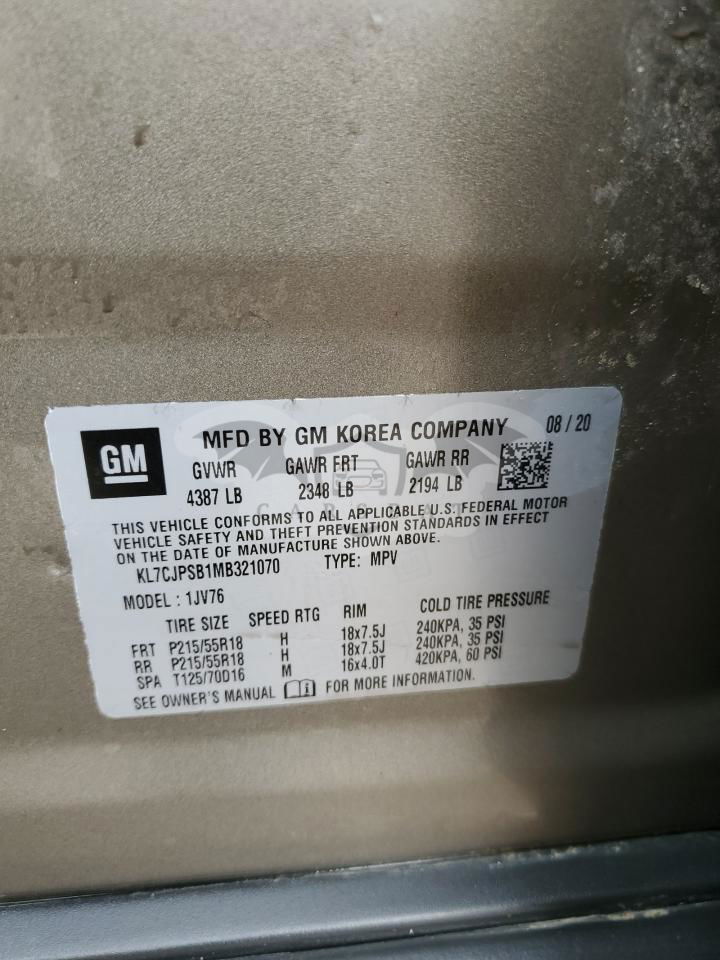 GM
MFD BY GM KOREA COMPANY 08 / 20
GVWR GAWR FRT GAWR RR
4387 LB 2348 LB 2194 LB
THIS VEHICLE CONFORMS TO ALL APPLICABLE U.S. FEDERAL MOTOR
VEHICLE SAFETY AND THEFT PREVENTION STANDARDS IN EFFECT
ON THE DATE OF MANUFACTURE SHOWN ABOVE.
KL7CJPSB1MB321070 TYPE: MPV
MODEL : 1JV76
TIRE SIZE SPEED RTG RIM COLD TIRE PRESSURE
FRT P215/55R18 H 18x7.5J 240KPA, 35 PSI
RR P215/55R18 H 18x7.5J 240KPA, 35 PSI
SPA T125/70D16 M 16x4.0T 420KPA, 60 PSI
SEE OWNER'S MANUAL FOR MORE INFORMATION.